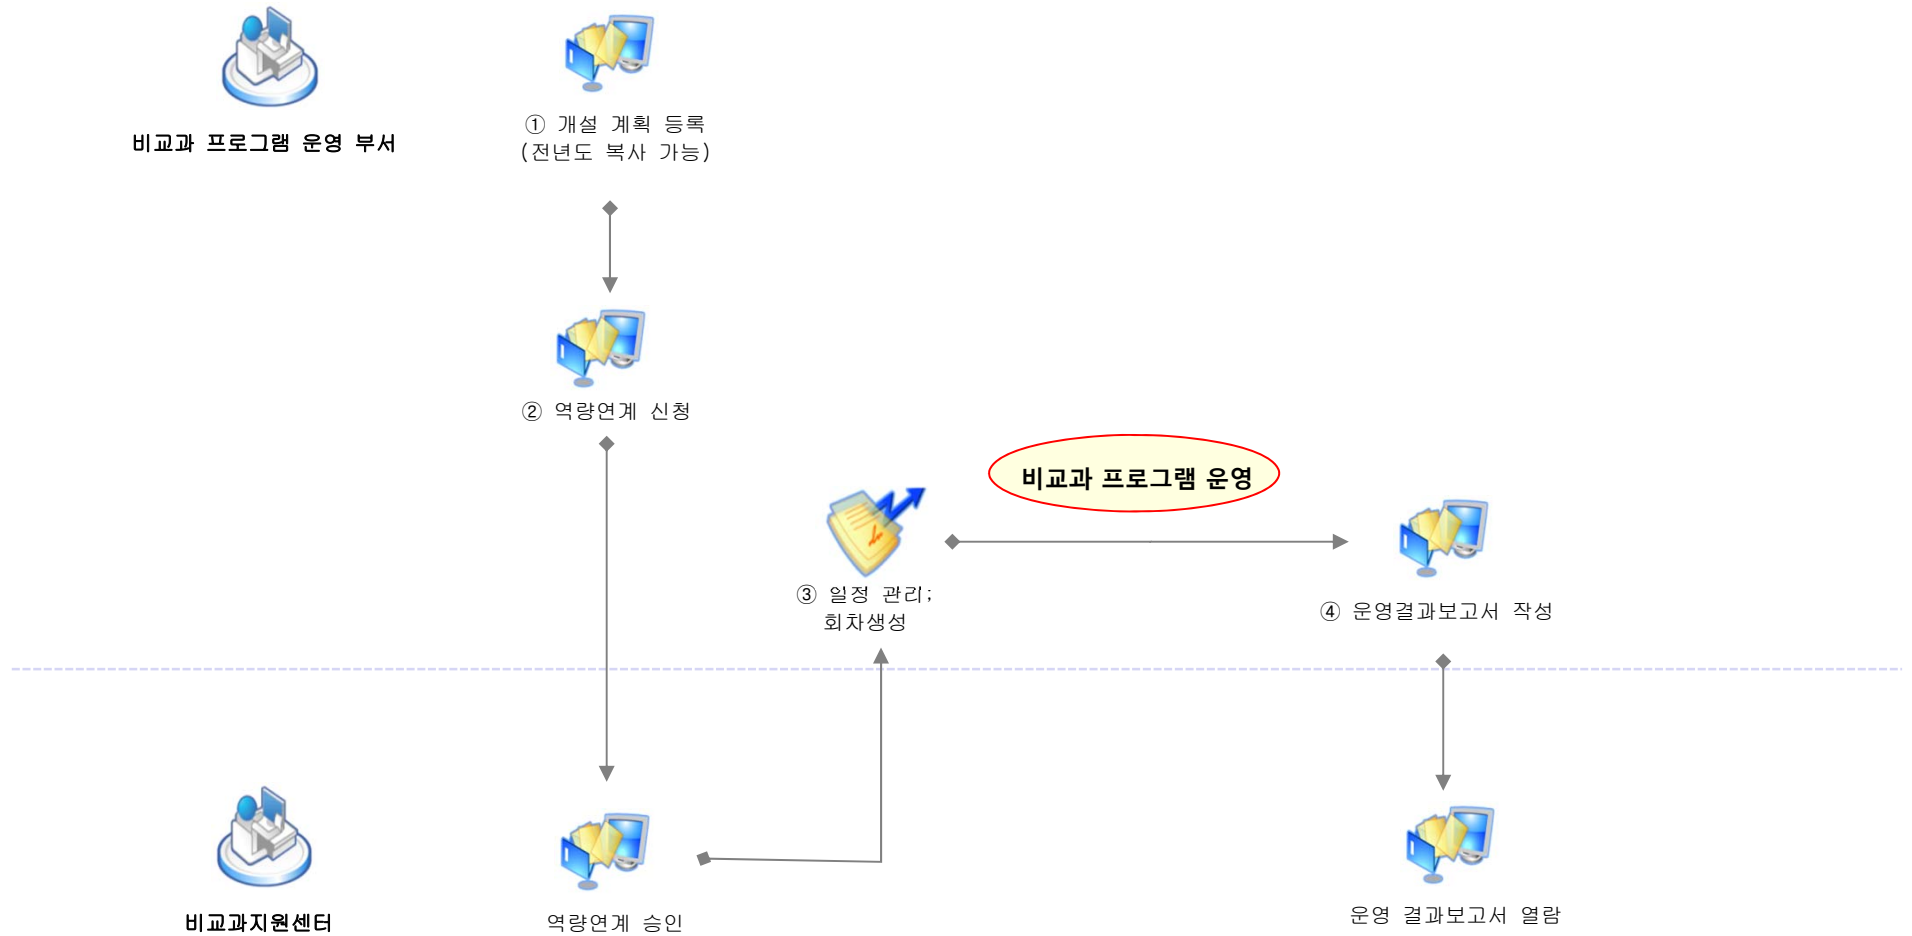 비교과 프로그램 운영 부서
① 개설 계획 등록
(전년도 복사 가능)
② 역량연계 신청
비교과 프로그램 운영
③ 일정 관리;
회차생성
④ 운영결과보고서 작성
비교과지원센터
역량연계 승인
운영 결과보고서 열람